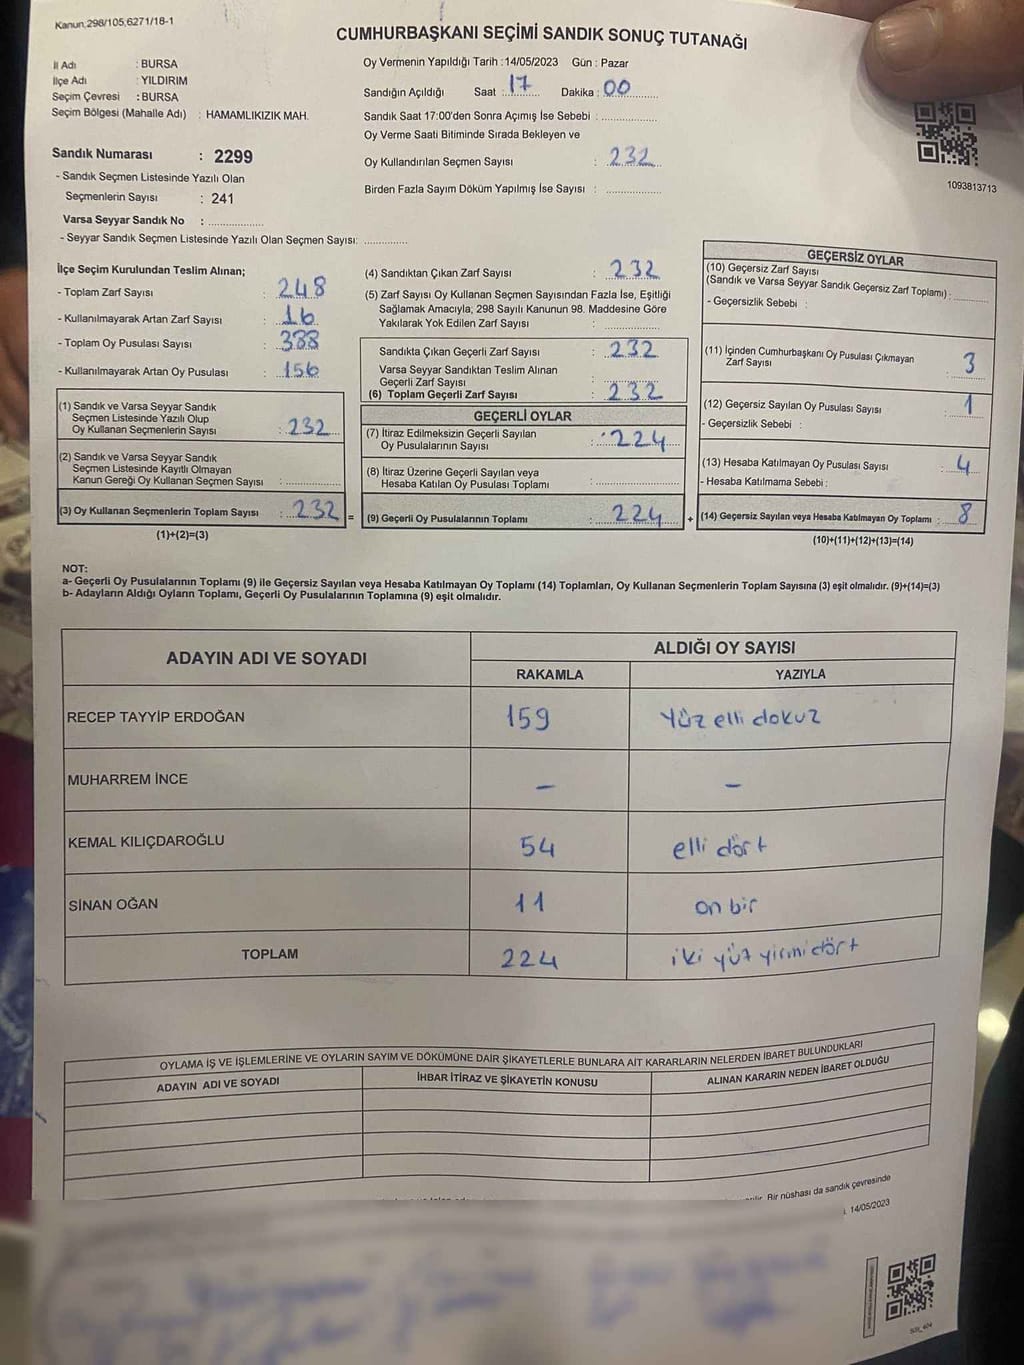 Kanun,298/105,6271/18-1
CUMHURBAŞKANI SEÇİMİ SANDIK SONUÇ TUTANAĞI
İl Adı : BURSA
İlçe Adı : YILDIRIM
Seçim Çevresi : BURSA
Seçim Bölgesi (Mahalle Adı) : HAMAMLIKIZIK MAH.
Sandık Numarası : 2299
- Sandık Seçmen Listesinde Yazılı Olan
Seçmenlerin Sayısı : 241
Varsa Seyyar Sandık No :
- Seyyar Sandık Seçmen Listesinde Yazılı Olan Seçmen Sayısı:
Oy Vermenin Yapıldığı Tarih :14/05/2023 Gün : Pazar
Sandığın Açıldığı Saat : 17 Dakika : 00
Sandık Saat 17:00'den Sonra Açımış İse Sebebi :
Oy Verme Saati Bitiminde Sırada Bekleyen ve
Oy Kullandırılan Seçmen Sayısı : 232
Birden Fazla Sayım Döküm Yapılmış İse Sayısı :
1093813713
İlçe Seçim Kurulundan Teslim Alınan;
- Toplam Zarf Sayısı : 248
- Kullanılmayarak Artan Zarf Sayısı : 16
- Toplam Oy Pusulası Sayısı : 388
- Kullanılmayarak Artan Oy Pusulası : 156
(1) Sandık ve Varsa Seyyar Sandık
Seçmen Listesinde Yazılı Olup
Oy Kullanan Seçmenlerin Sayısı : 232
(2) Sandık ve Varsa Seyyar Sandık
Seçmen Listesinde Kayıtlı Olmayan
Kanun Gereği Oy Kullanan Seçmen Sayısı :
(3) Oy Kullanan Seçmenlerin Toplam Sayısı : 232 =
(1)+(2)=(3)
(4) Sandıktan Çıkan Zarf Sayısı : 232
(5) Zarf Sayısı Oy Kullanan Seçmen Sayısından Fazla İse, Eşitliği
Sağlamak Amacıyla; 298 Sayılı Kanunun 98. Maddesine Göre
Yakılarak Yok Edilen Zarf Sayısı :
Sandıkta Çıkan Geçerli Zarf Sayısı : 232
Varsa Seyyar Sandıktan Teslim Alınan
Geçerli Zarf Sayısı :
(6) Toplam Geçerli Zarf Sayısı : 232
GEÇERLİ OYLAR
(7) İtiraz Edilmeksizin Geçerli Sayılan
Oy Pusulalarının Sayısı : 224
(8) İtiraz Üzerine Geçerli Sayılan veya
Hesaba Katılan Oy Pusulası Toplamı :
(9) Geçerli Oy Pusulalarının Toplamı : 224 +
GEÇERSİZ OYLAR
(10) Geçersiz Zarf Sayısı
(Sandık ve Varsa Seyyar Sandık Geçersiz Zarf Toplamı) :
- Geçersizlik Sebebi :
(11) İçinden Cumhurbaşkanı Oy Pusulası Çıkmayan
Zarf Sayısı : 3
(12) Geçersiz Sayılan Oy Pusulası Sayısı : 1
- Geçersizlik Sebebi :
(13) Hesaba Katılmayan Oy Pusulası Sayısı : 4
- Hesaba Katılmama Sebebi :
(14) Geçersiz Sayılan veya Hesaba Katılmayan Oy Toplamı : 8
(10)+(11)+(12)+(13)=(14)
NOT:
a- Geçerli Oy Pusulalarının Toplamı (9) ile Geçersiz Sayılan veya Hesaba Katılmayan Oy Toplamı (14) Toplamları, Oy Kullanan Seçmenlerin Toplam Sayısına (3) eşit olmalıdır. (9)+(14)=(3)
b- Adayların Aldığı Oyların Toplamı, Geçerli Oy Pusulalarının Toplamına (9) eşit olmalıdır.
ADAYIN ADI VE SOYADI ALDIĞI OY SAYISI
RAKAMLA YAZIYLA
RECEP TAYYİP ERDOĞAN 159 Yüz elli dokuz
MUHARREM İNCE - -
KEMAL KILIÇDAROĞLU 54 elli dört
SİNAN OĞAN 11 on bir
TOPLAM 224 iki yüz yirmi dört
OYLAMA İŞ VE İŞLEMLERİNE VE OYLARIN SAYIM VE DÖKÜMÜNE DAİR ŞİKAYETLERLE BUNLARA AİT KARARLARIN NELERDEN İBARET BULUNDUKLARI
ADAYIN ADI VE SOYADI İHBAR İTİRAZ VE ŞİKAYETİN KONUSU ALINAN KARARIN NEDEN İBARET OLDUĞU
Bir nüshası da sandık çevresinde
14/05/2023